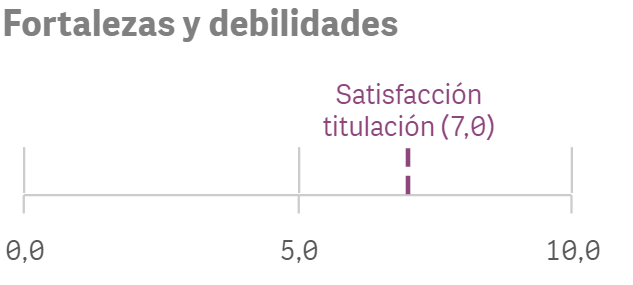 Fortalezas y debilidades
Satisfacción
titulación (7,0)
0,0 5,0 10,0